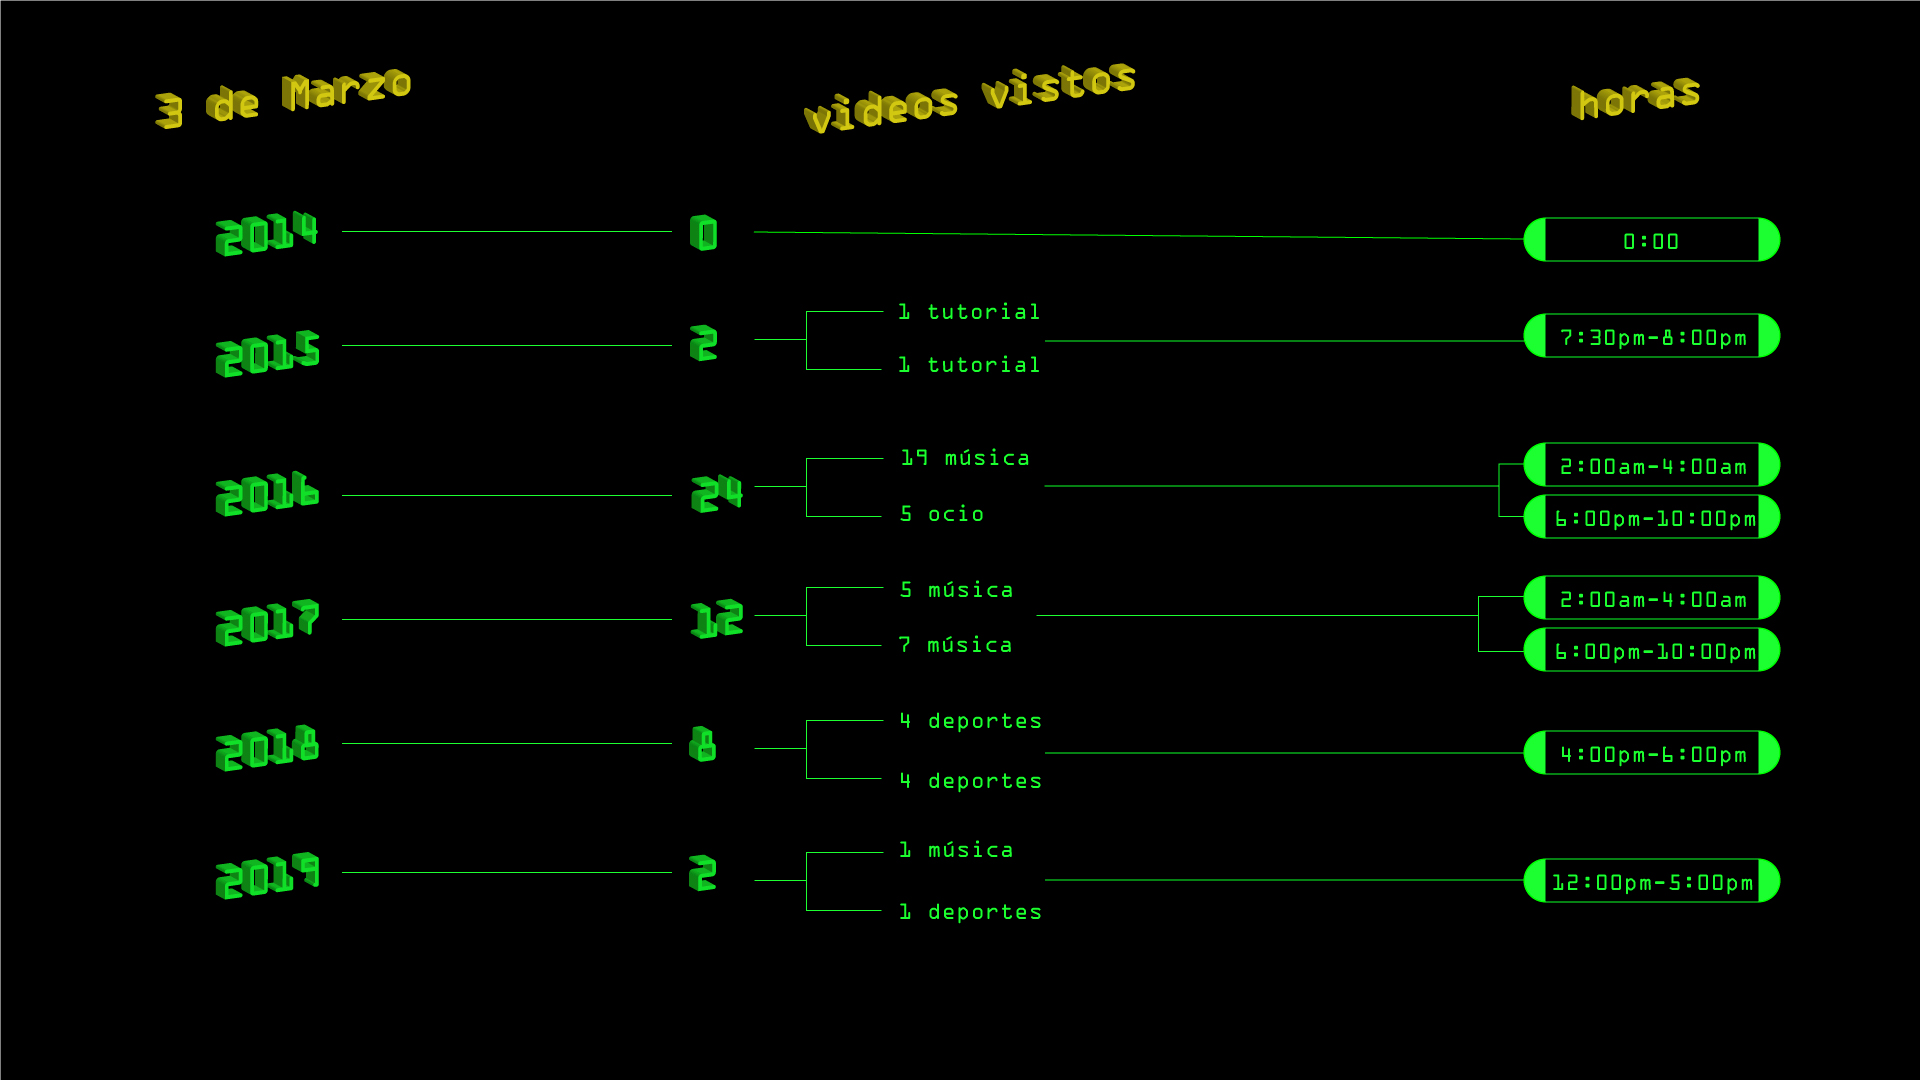 3 de Marzo videos vistos horas
2014 0 0:00
1 tutorial
2015 2 7:30pm-8:00pm
1 tutorial
19 música 2:00am-4:00am
2016 24
5 ocio 6:00pm-10:00pm
5 música 2:00am-4:00am
2017 12
7 música 6:00pm-10:00pm
4 deportes
2018 8 4:00pm-6:00pm
4 deportes
1 música
2019 2 12:00pm-5:00pm
1 deportes